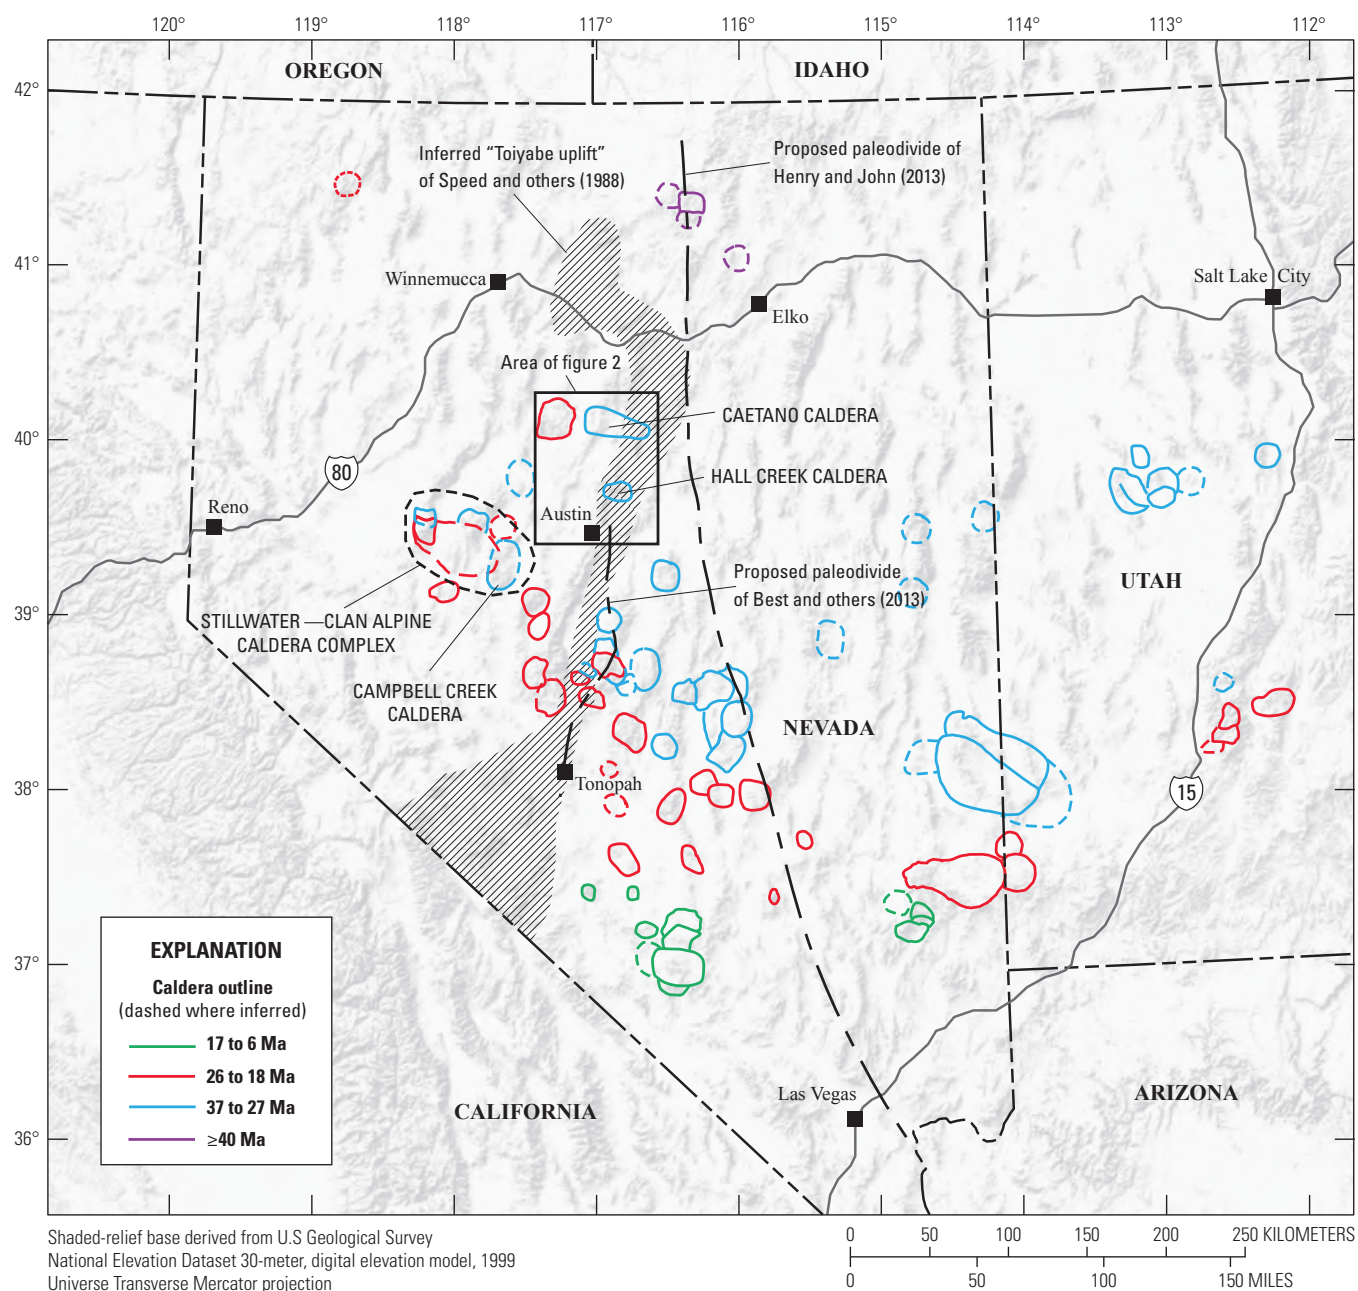 120° 119° 118° 117° 116° 115° 114° 113° 112°
42°
41°
40°
39°
38°
37°
36°
OREGON
IDAHO
Inferred “Toiyabe uplift”
of Speed and others (1988)
Proposed paleodivide of
Henry and John (2013)
Winnemucca
Elko
Salt Lake City
Area of figure 2
CAETANO CALDERA
HALL CREEK CALDERA
80
Reno
Austin
Proposed paleodivide
of Best and others (2013)
UTAH
STILLWATER—CLAN ALPINE
CALDERA COMPLEX
CAMPBELL CREEK
CALDERA
NEVADA
Tonopah
15
EXPLANATION
Caldera outline
(dashed where inferred)
17 to 6 Ma
26 to 18 Ma
37 to 27 Ma
≥40 Ma
CALIFORNIA
Las Vegas
ARIZONA
Shaded-relief base derived from U.S Geological Survey
National Elevation Dataset 30-meter, digital elevation model, 1999
Universe Transverse Mercator projection
0 50 100 150 200 250 KILOMETERS
0 50 100 150 MILES